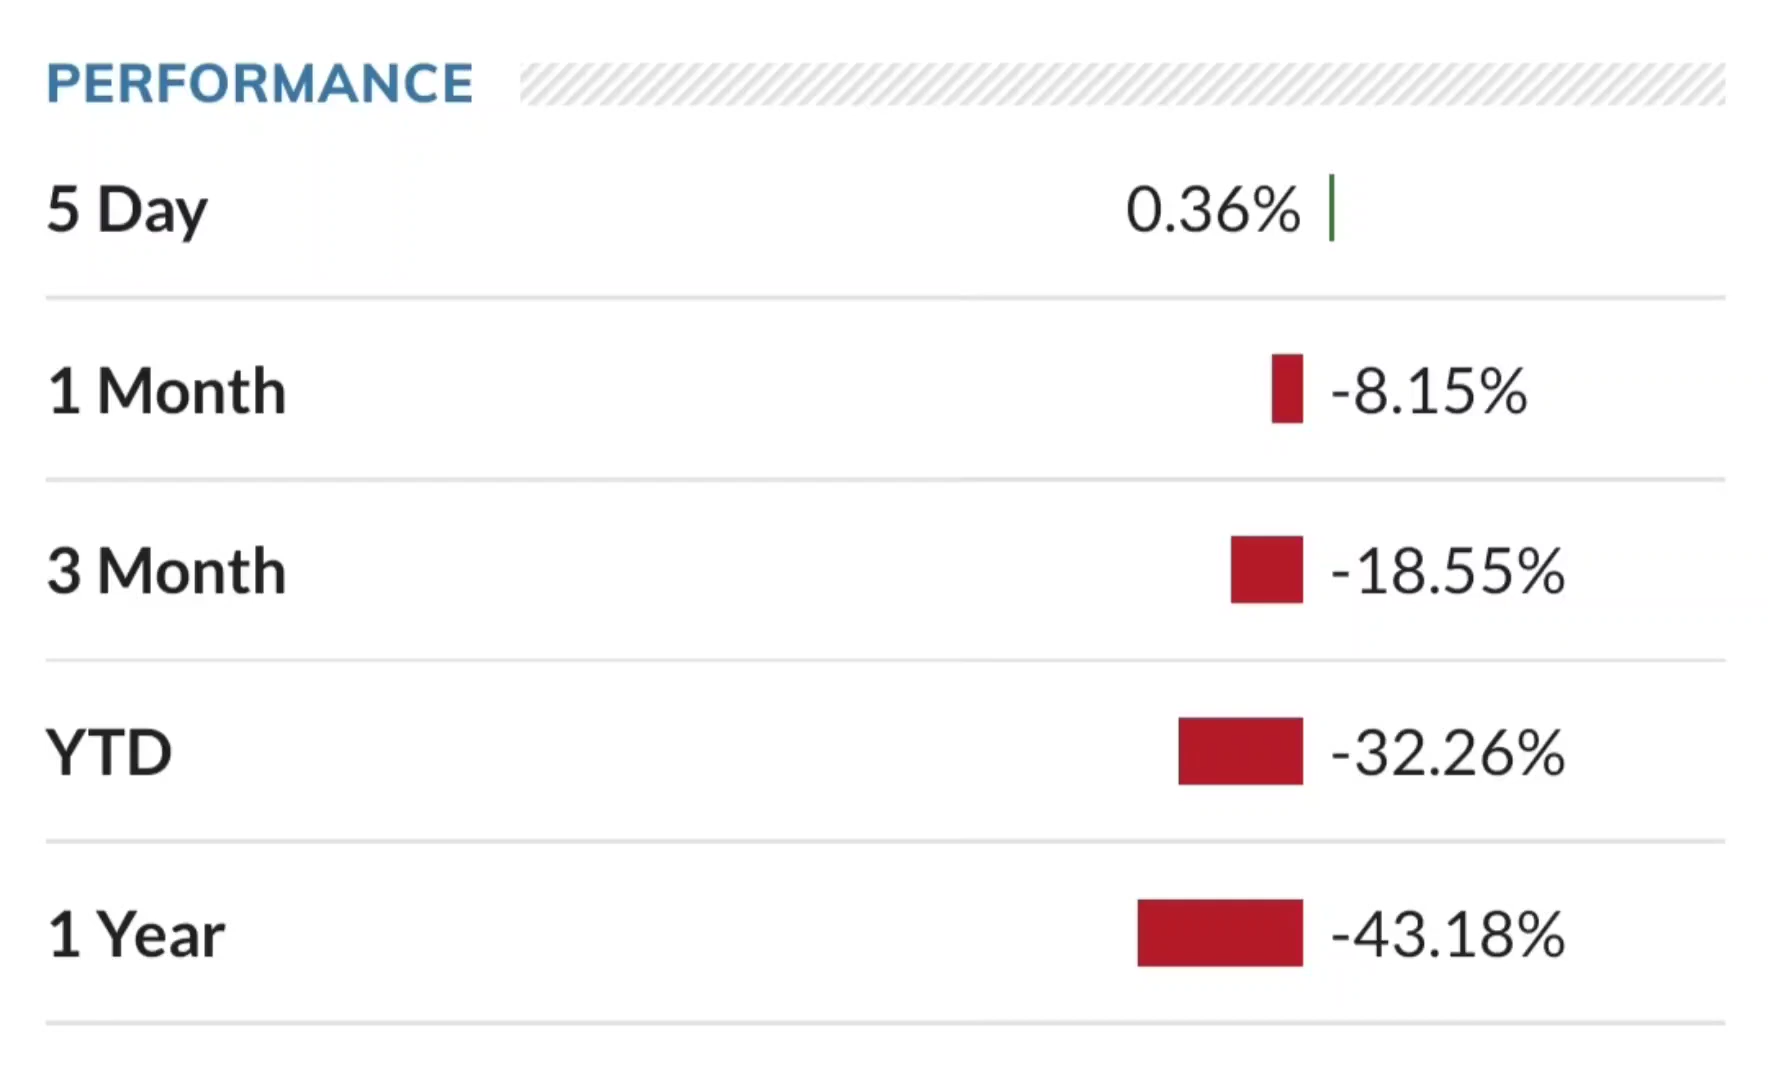 PERFORMANCE
5 Day 0.36%
1 Month -8.15%
3 Month -18.55%
YTD -32.26%
1 Year -43.18%